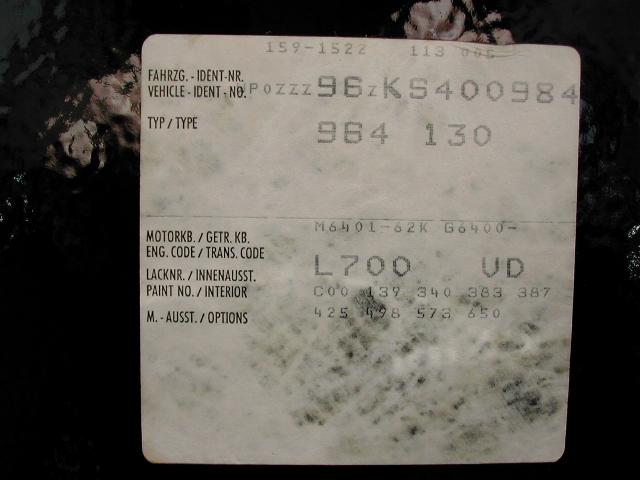 159-1522 113 005
FAHRZG. - IDENT-NR.
VEHICLE - IDENT - NO. POZZZ96ZKS400984
TYP / TYPE 964 130
MOTORKB. / GETR. KB. M6401-62K G6400-
ENG. CODE / TRANS. CODE
LACKNR. / INNENAUSST. L700 UD
PAINT NO. / INTERIOR C00 139 340 383 387
M. - AUSST. / OPTIONS 425 498 573 650